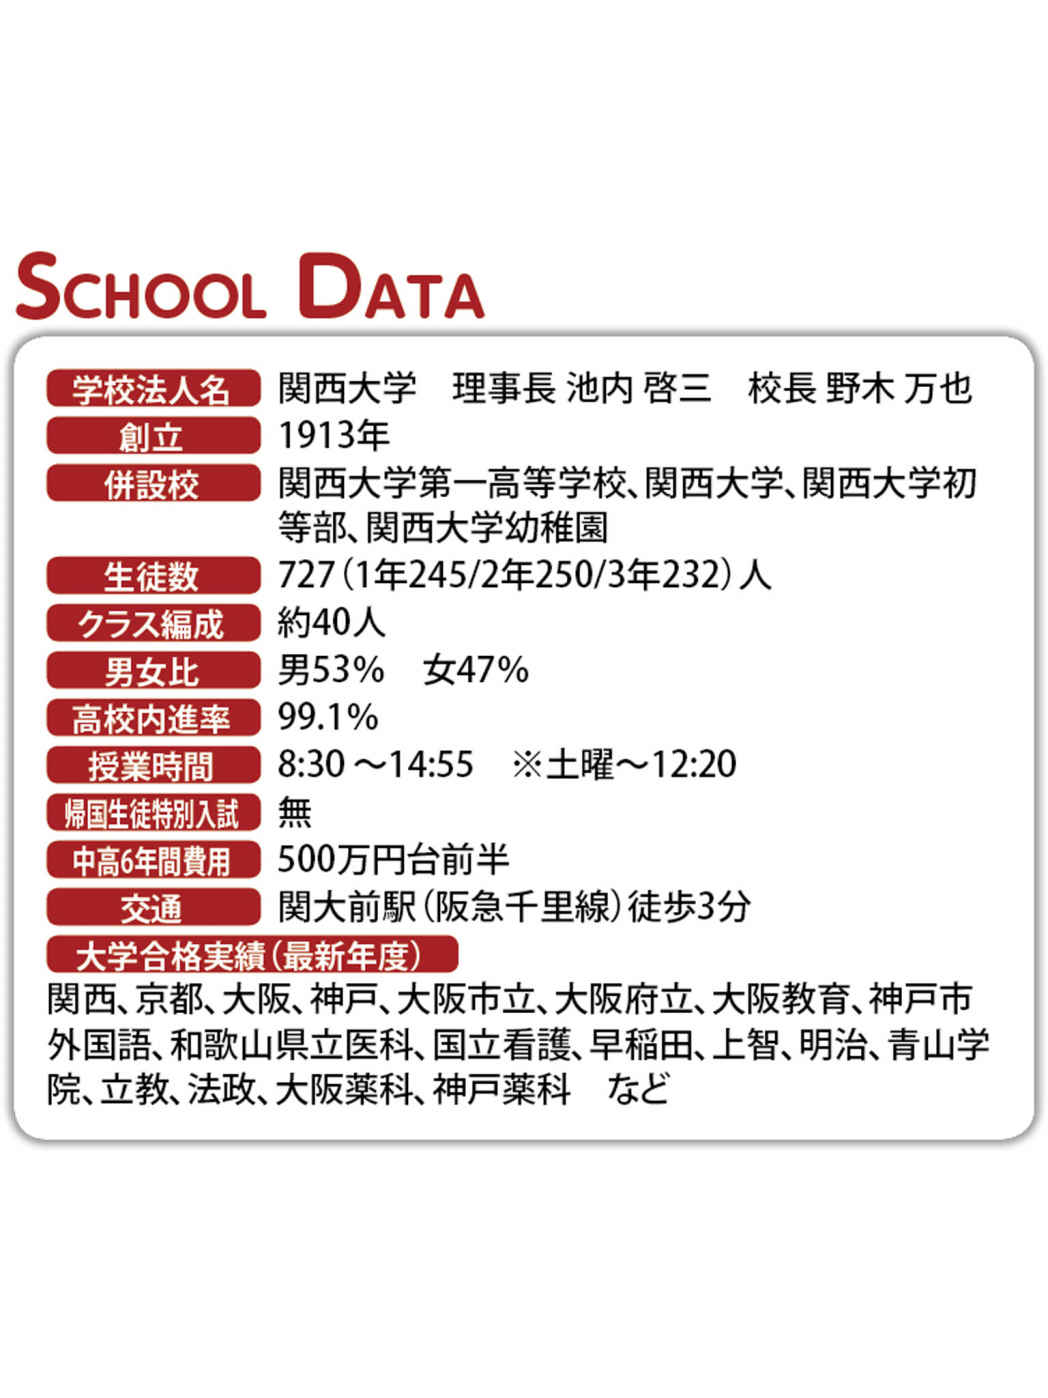 SCHOOL DATA
学校法人名 関西大学　理事長 池内 啓三　校長 野木 万也
創立 1913年
併設校 関西大学第一高等学校、関西大学、関西大学初
等部、関西大学幼稚園
生徒数 727（1年245/2年250/3年232）人
クラス編成 約40人
男女比 男53%　女47%
高校内進率 99.1%
授業時間 8:30 〜14:55　※土曜〜12:20
帰国生徒特別入試 無
中高6年間費用 500万円台前半
交通 関大前駅（阪急千里線）徒歩3分
大学合格実績（最新年度）
関西、京都、大阪、神戸、大阪市立、大阪府立、大阪教育、神戸市
外国語、和歌山県立医科、国立看護、早稲田、上智、明治、青山学
院、立教、法政、大阪薬科、神戸薬科　など